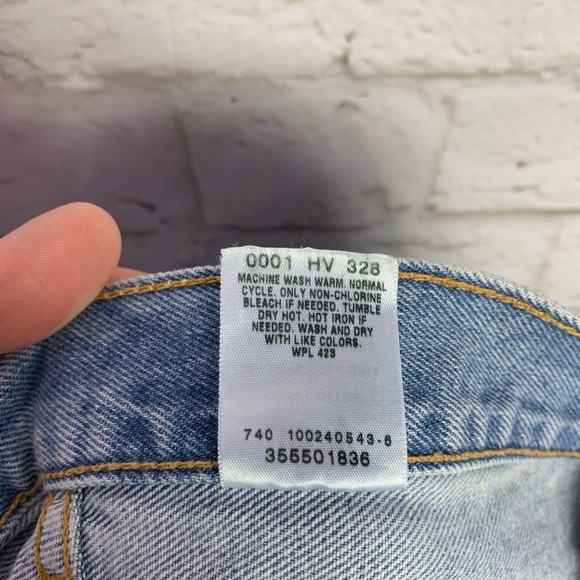 0001 HV 328
MACHINE WASH WARM. NORMAL
CYCLE. ONLY NON-CHLORINE
BLEACH IF NEEDED. TUMBLE
DRY HOT. HOT IRON IF
NEEDED. WASH AND DRY
WITH LIKE COLORS.
WPL 423
740 100240543-6
355501836